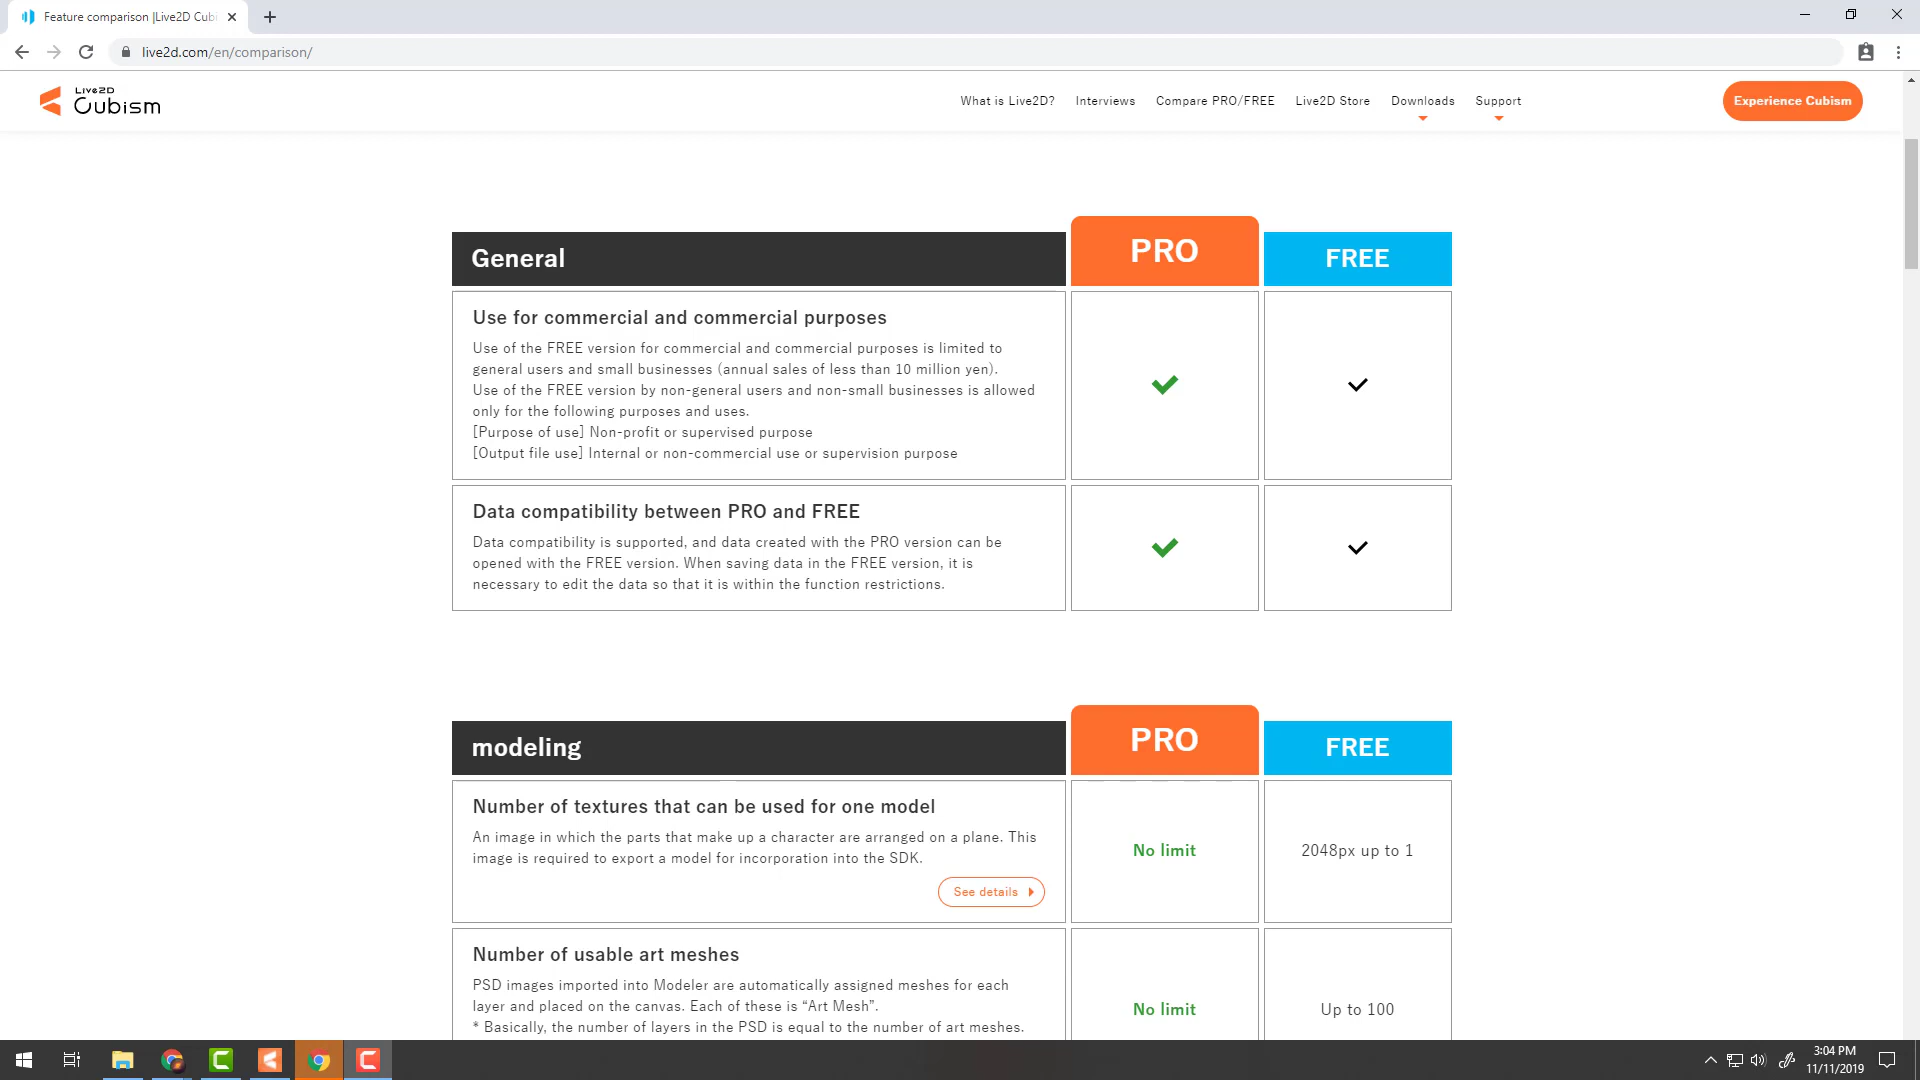 Feature comparison |Live2D Cubi
live2d.com/en/comparison/
Live2D
Cubism
What is Live2D?
Interviews
Compare PRO/FREE
Live2D Store
Downloads
Support
Experience Cubism
General
PRO
FREE
Use for commercial and commercial purposes
Use of the FREE version for commercial and commercial purposes is limited to
general users and small businesses (annual sales of less than 10 million yen).
Use of the FREE version by non-general users and non-small businesses is allowed
only for the following purposes and uses.
[Purpose of use] Non-profit or supervised purpose
[Output file use] Internal or non-commercial use or supervision purpose
Data compatibility between PRO and FREE
Data compatibility is supported, and data created with the PRO version can be
opened with the FREE version. When saving data in the FREE version, it is
necessary to edit the data so that it is within the function restrictions.
modeling
PRO
FREE
Number of textures that can be used for one model
An image in which the parts that make up a character are arranged on a plane. This
image is required to export a model for incorporation into the SDK.
See details
No limit
2048px up to 1
Number of usable art meshes
PSD images imported into Modeler are automatically assigned meshes for each
layer and placed on the canvas. Each of these is “Art Mesh”.
* Basically, the number of layers in the PSD is equal to the number of art meshes.
No limit
Up to 100
3:04 PM
11/11/2019